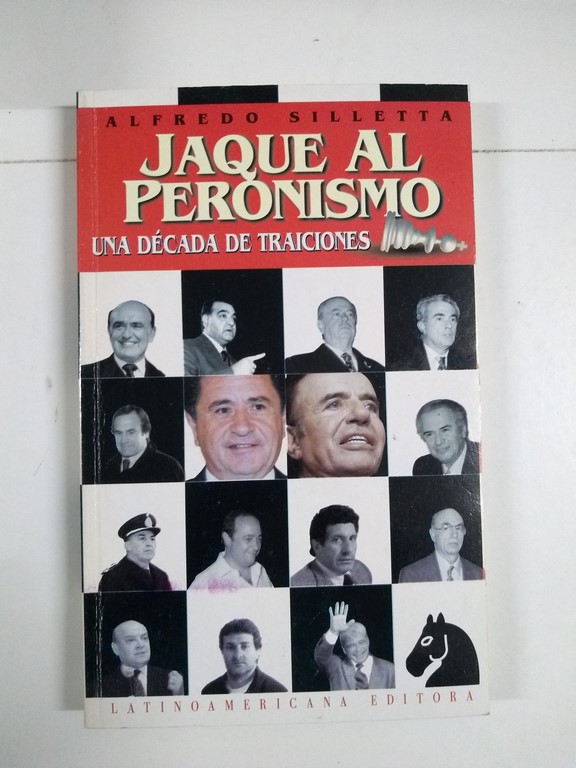 ALFREDO SILLETTA
JAQUE AL
PERONISMO
UNA DÉCADA DE TRAICIONES
LATINOAMERICANA EDITORA